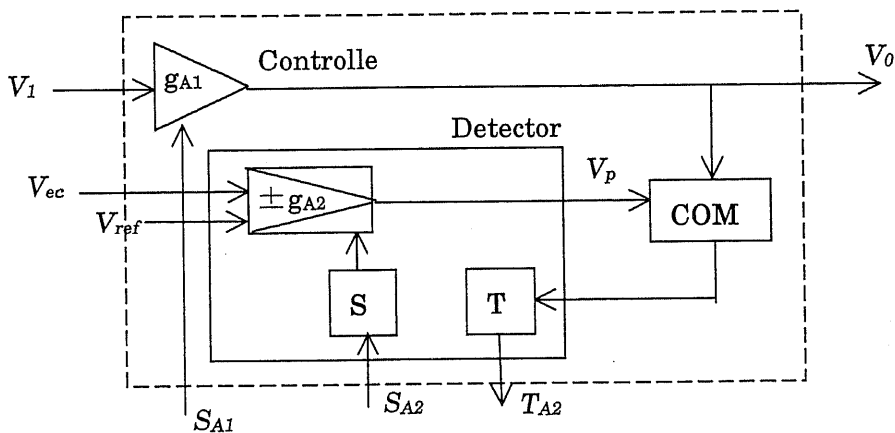 Controlle
V0
gA1
V1
Detector
Vec
± gA2
Vp
Vref
COM
S
T
SA1
SA2
TA2